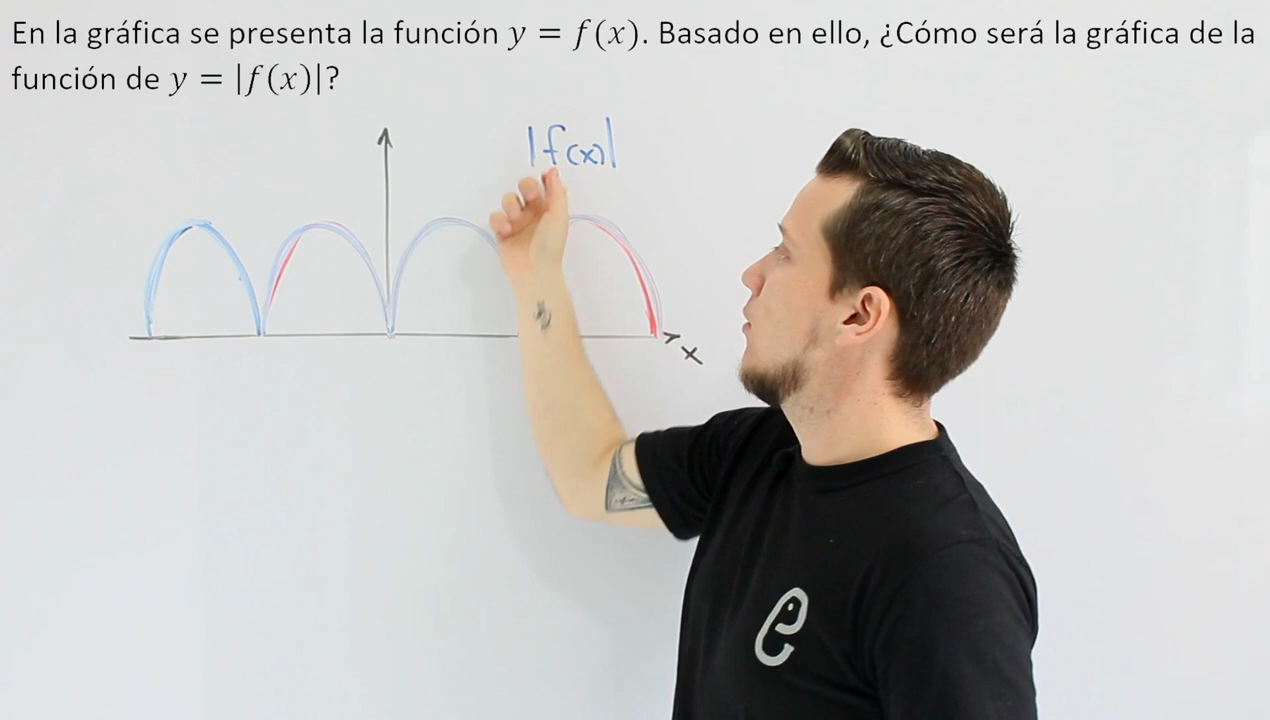 En la gráfica se presenta la función y = f(x). Basado en ello, ¿Cómo será la gráfica de la
función de y = |f(x)|?
|f(x)|
x
e